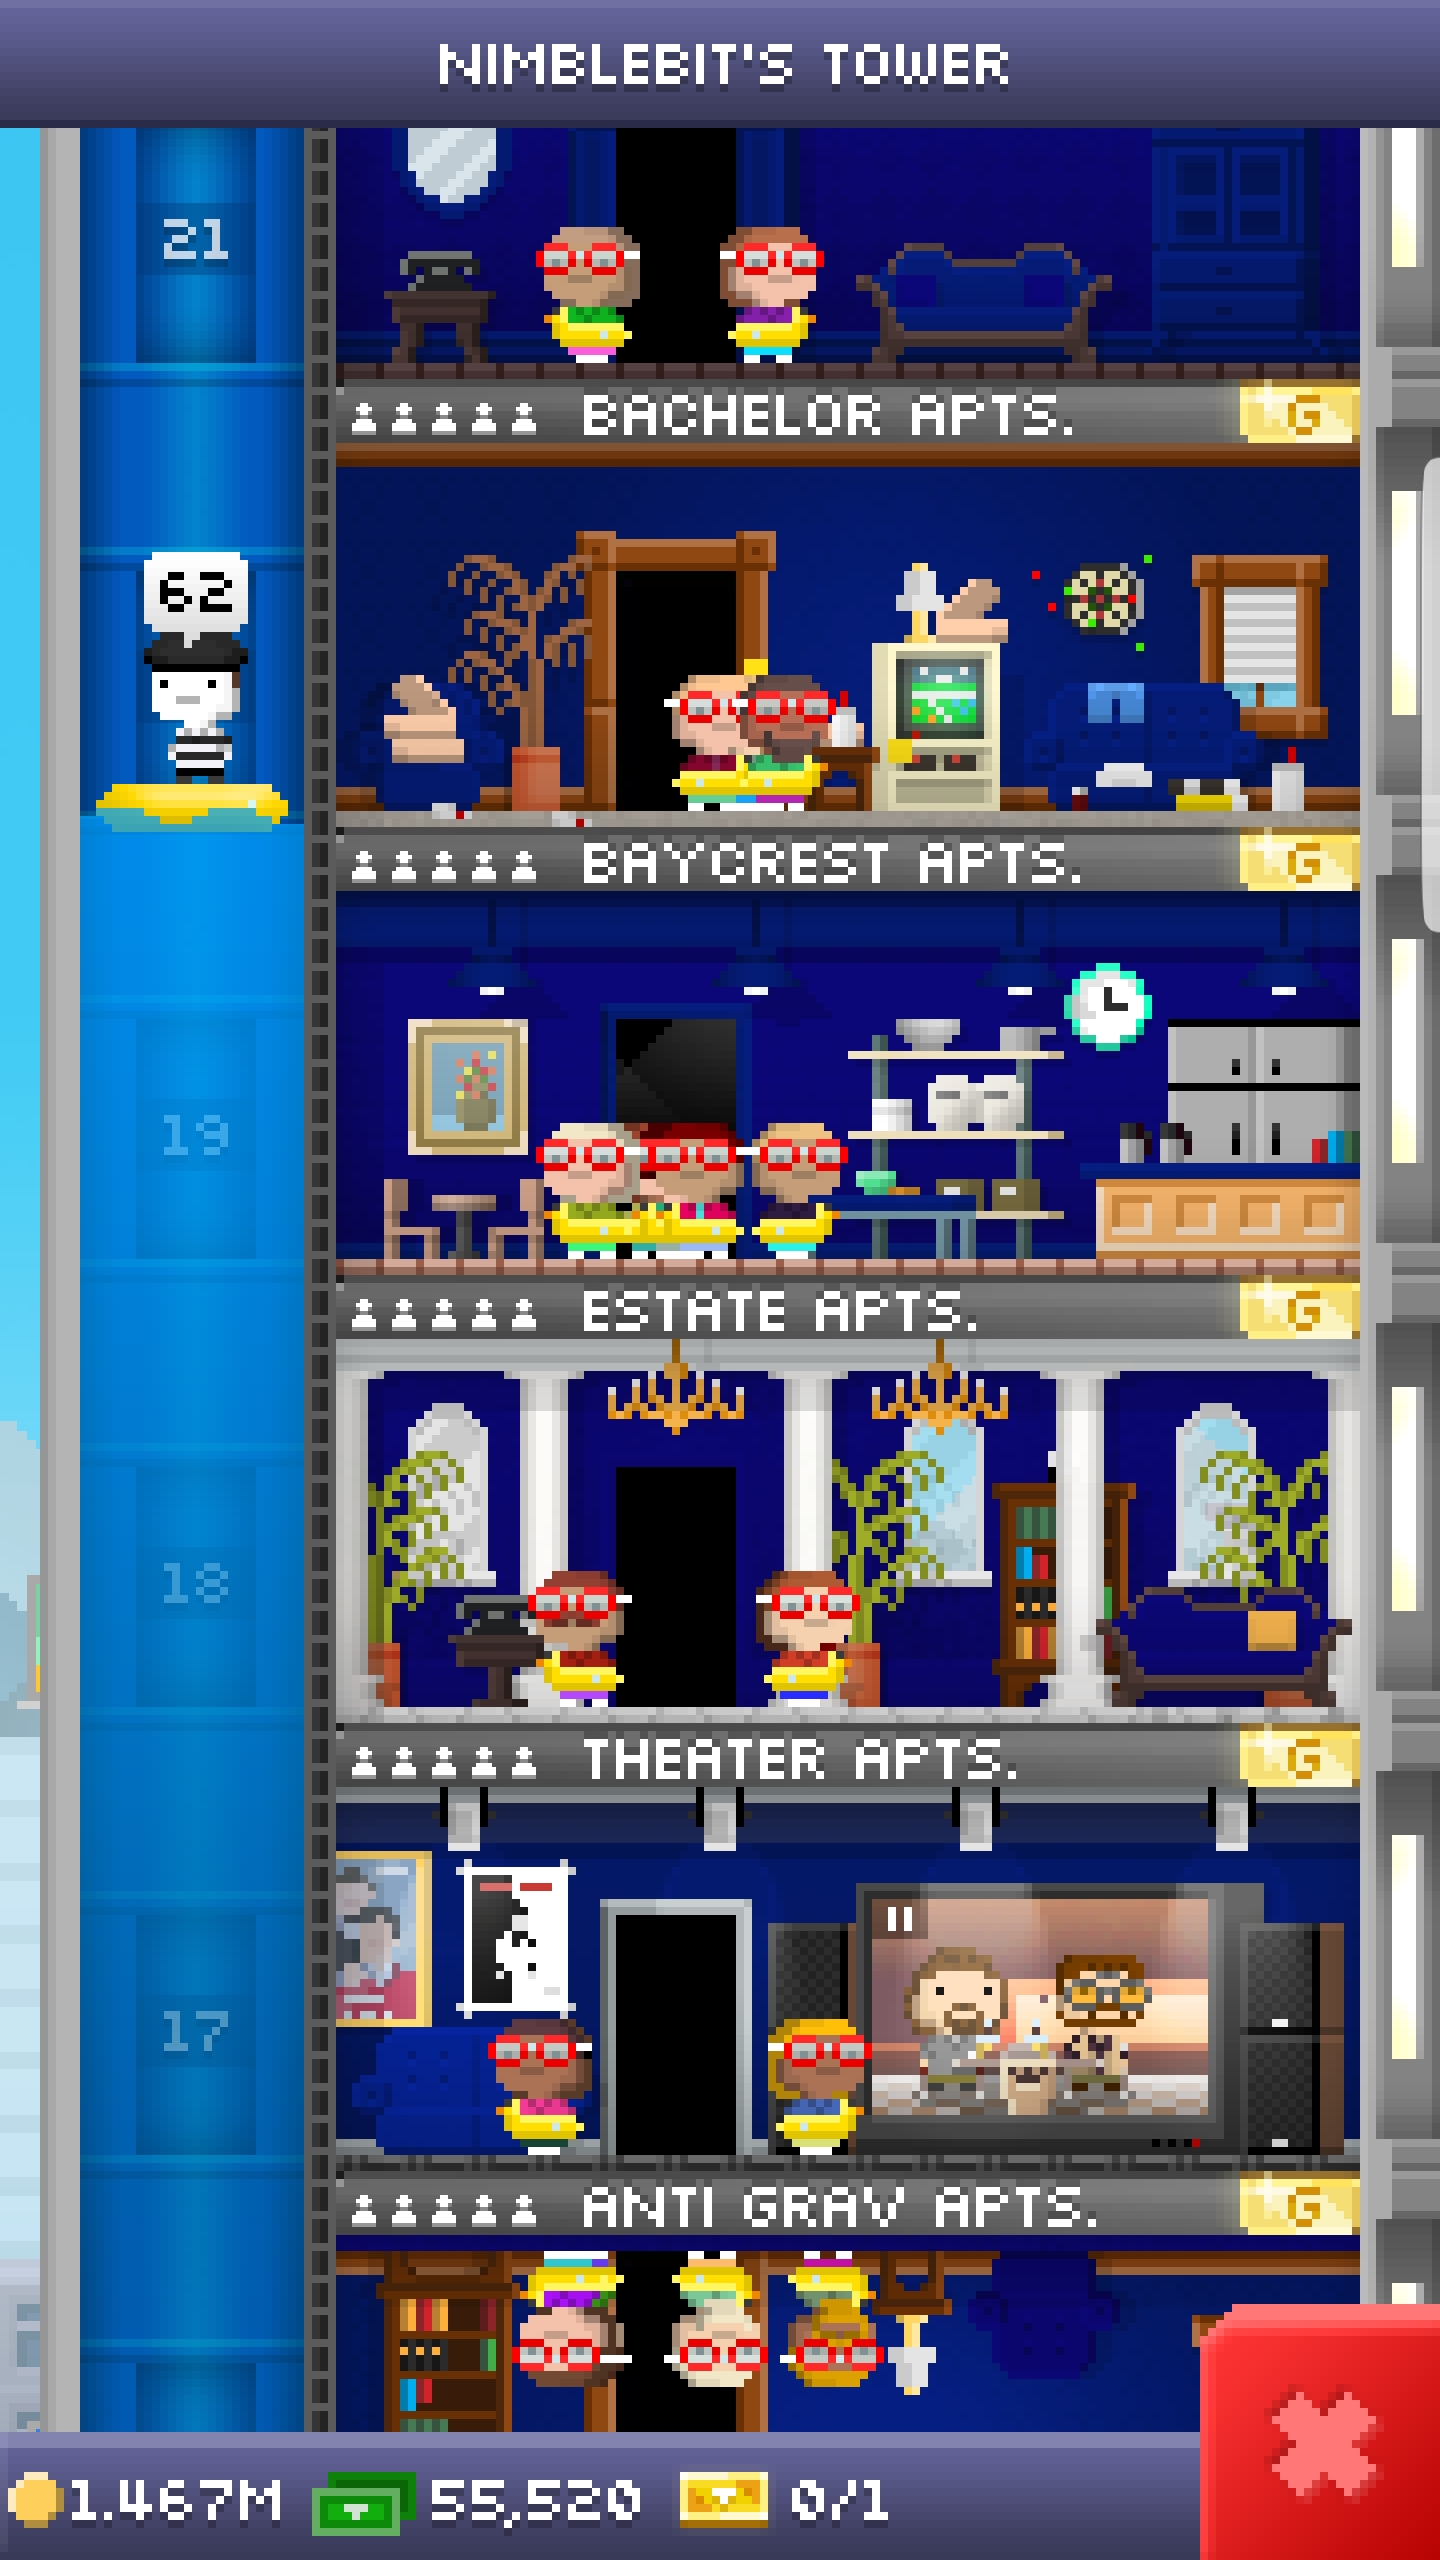 NIMBLEBIT'S TOWER
21
BACHELOR APTS. G
62
BAYCREST APTS. G
19
ESTATE APTS. G
18
THEATER APTS. G
17
ANTI GRAV APTS. G
1.467M 55,520 0/1